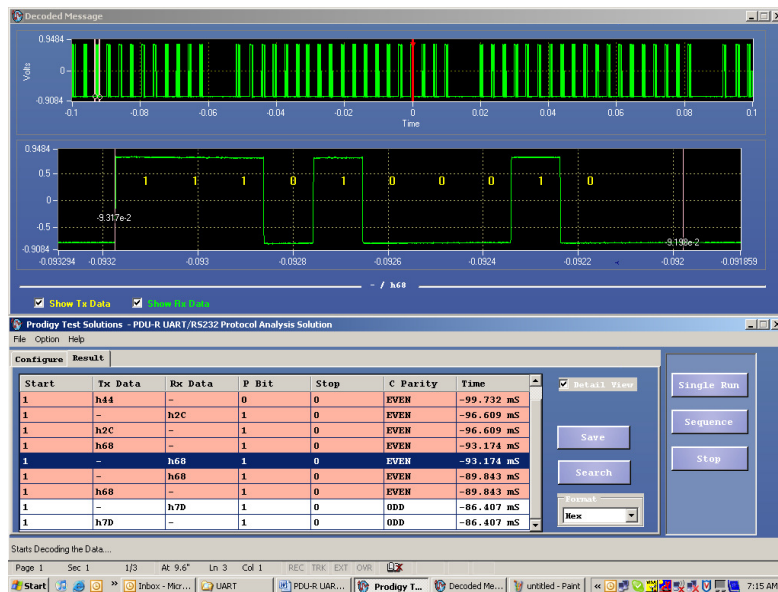 Decoded Message
0.9484
Volts
0
-0.9084
-0.1 -0.08 -0.06 -0.04 -0.02 0 0.02 0.04 0.06 0.08 0.1
Time
0.9484
0.5
0
-0.5
-0.9084
1 1 1 0 1 0 0 0 1 0
-9.317e-2
-9.198e-2
-0.093294 -0.0932 -0.093 -0.0928 -0.0926 -0.0924 -0.0922 -0.092 -0.091859
- / h68
Show Tx Data Show Rx Data
Prodigy Test Solutions - PDU-R UART/RS232 Protocol Analysis Solution
File Option Help
Configure Result
Start Tx Data Rx Data P Bit Stop C Parity Time
1 h44 - 0 0 EVEN -99.732 mS
1 - h2C 1 0 EVEN -96.609 mS
1 h2C - 1 0 EVEN -96.609 mS
1 h68 - 1 0 EVEN -93.174 mS
1 - h68 1 0 EVEN -93.174 mS
1 - h68 1 0 EVEN -89.843 mS
1 h68 - 1 0 EVEN -89.843 mS
1 - h7D 1 0 ODD -86.407 mS
1 h7D - 1 0 ODD -86.407 mS
Detail View
Save
Search
Format
Hex
Single Run
Sequence
Stop
Starts Decoding the Data....
Page 1 Sec 1 1/3 At 9.6" Ln 3 Col 1 REC TRK EXT OVR
Start Inbox - Micr... UART PDU-R UAR... Prodigy T... Decoded Me... untitled - Paint 7:15 AM